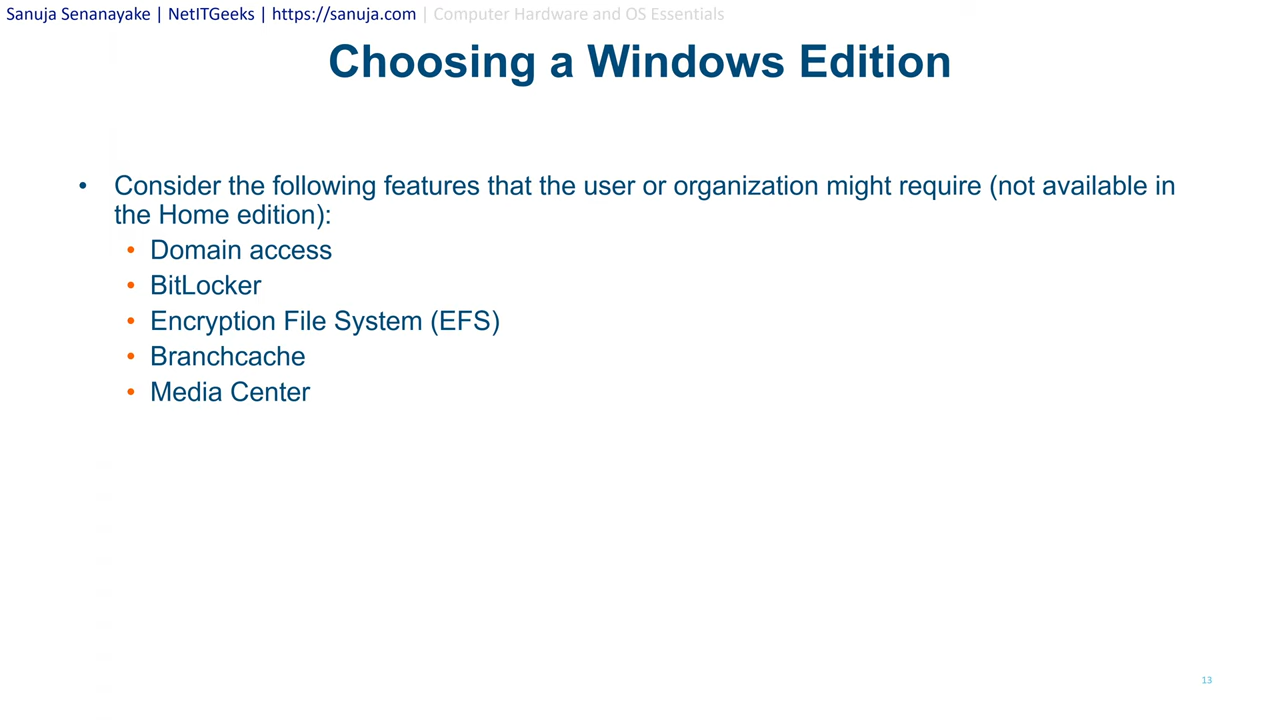 Sanuja Senanayake | NetITGeeks | https://sanuja.com | Computer Hardware and OS Essentials
Choosing a Windows Edition
• Consider the following features that the user or organization might require (not available in
the Home edition):
• Domain access
• BitLocker
• Encryption File System (EFS)
• Branchcache
• Media Center
13